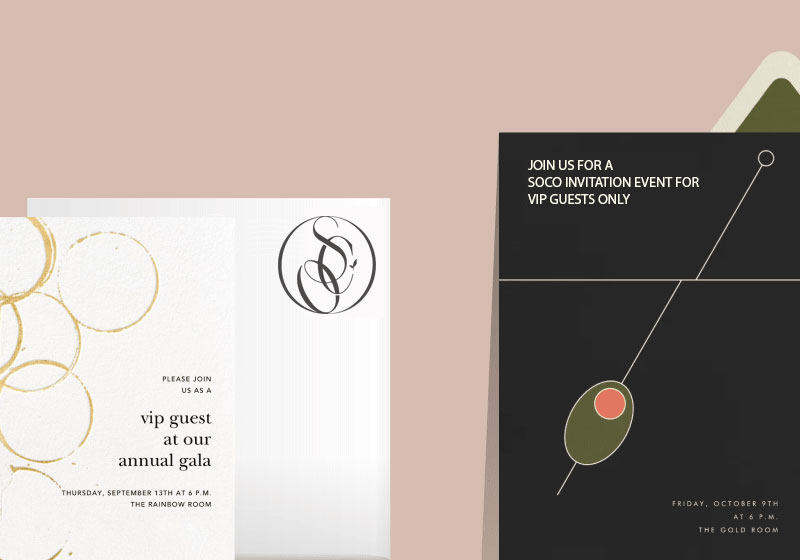 PLEASE JOIN
US AS A
vip guest
at our
annual gala
THURSDAY, SEPTEMBER 13TH AT 6 P.M.
THE RAINBOW ROOM
JOIN US FOR A
SOCO INVITATION EVENT FOR
VIP GUESTS ONLY
FRIDAY, OCTOBER 9TH
AT 6 P.M.
THE GOLD ROOM